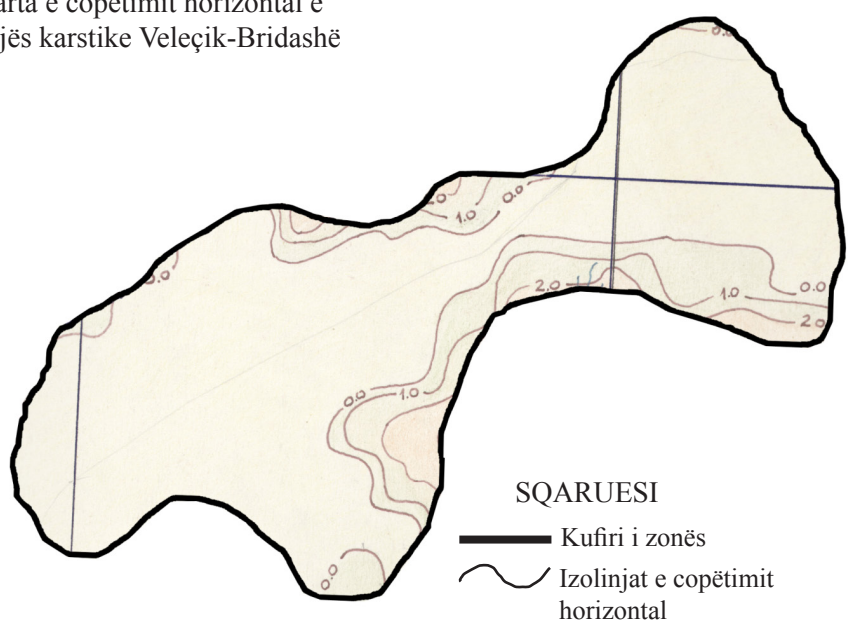 arta e copëtimit horizontal e
jës karstike Veleçik-Bridashë
0.0
1.0
0.0
2.0
0.0
1.0
2.0
0.0
1.0
0.0
SQARUESI
Kufiri i zonës
Izolinjat e copëtimit
horizontal